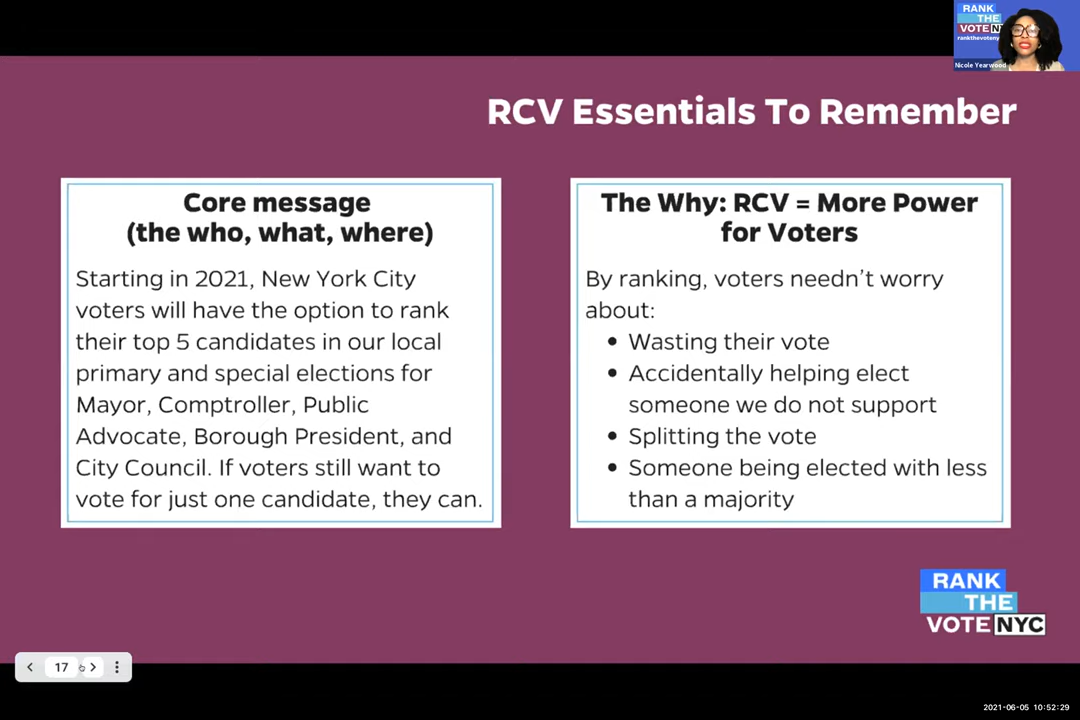 RANK
THE
VOTE N
rankthevoteny
Nicole Yearwood
RCV Essentials To Remember
Core message
(the who, what, where)
Starting in 2021, New York City
voters will have the option to rank
their top 5 candidates in our local
primary and special elections for
Mayor, Comptroller, Public
Advocate, Borough President, and
City Council. If voters still want to
vote for just one candidate, they can.
The Why: RCV = More Power
for Voters
By ranking, voters needn't worry
about:
• Wasting their vote
• Accidentally helping elect
someone we do not support
• Splitting the vote
• Someone being elected with less
than a majority
RANK
THE
VOTE NYC
17
2021-06-05 10:52:29